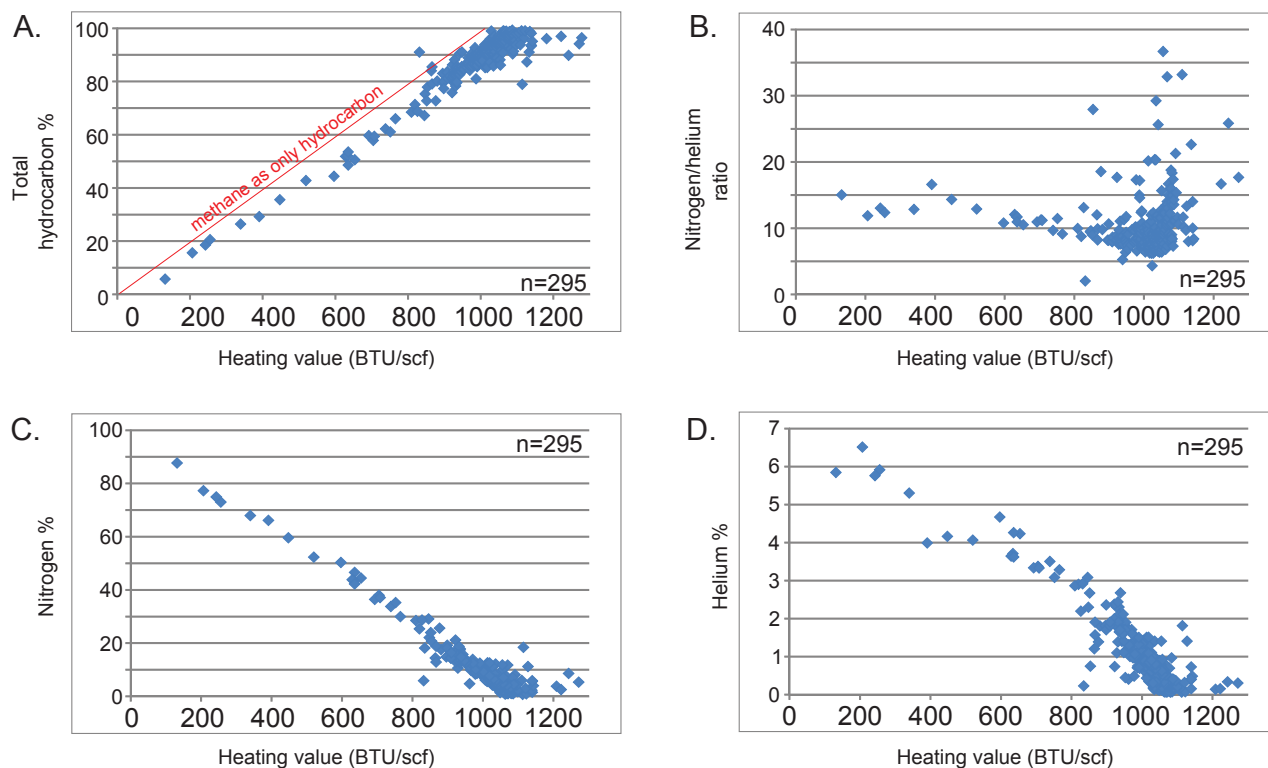 A.
100
80
60
40
20
0
Total
hydrocarbon %
methane as only hydrocarbon
n=295
0 200 400 600 800 1000 1200
Heating value (BTU/scf)
B.
40
30
20
10
0
Nitrogen/helium
ratio
n=295
0 200 400 600 800 1000 1200
Heating value (BTU/scf)
C.
100
80
60
40
20
0
Nitrogen %
n=295
0 200 400 600 800 1000 1200
Heating value (BTU/scf)
D.
7
6
5
4
3
2
1
0
Helium %
n=295
0 200 400 600 800 1000 1200
Heating value (BTU/scf)